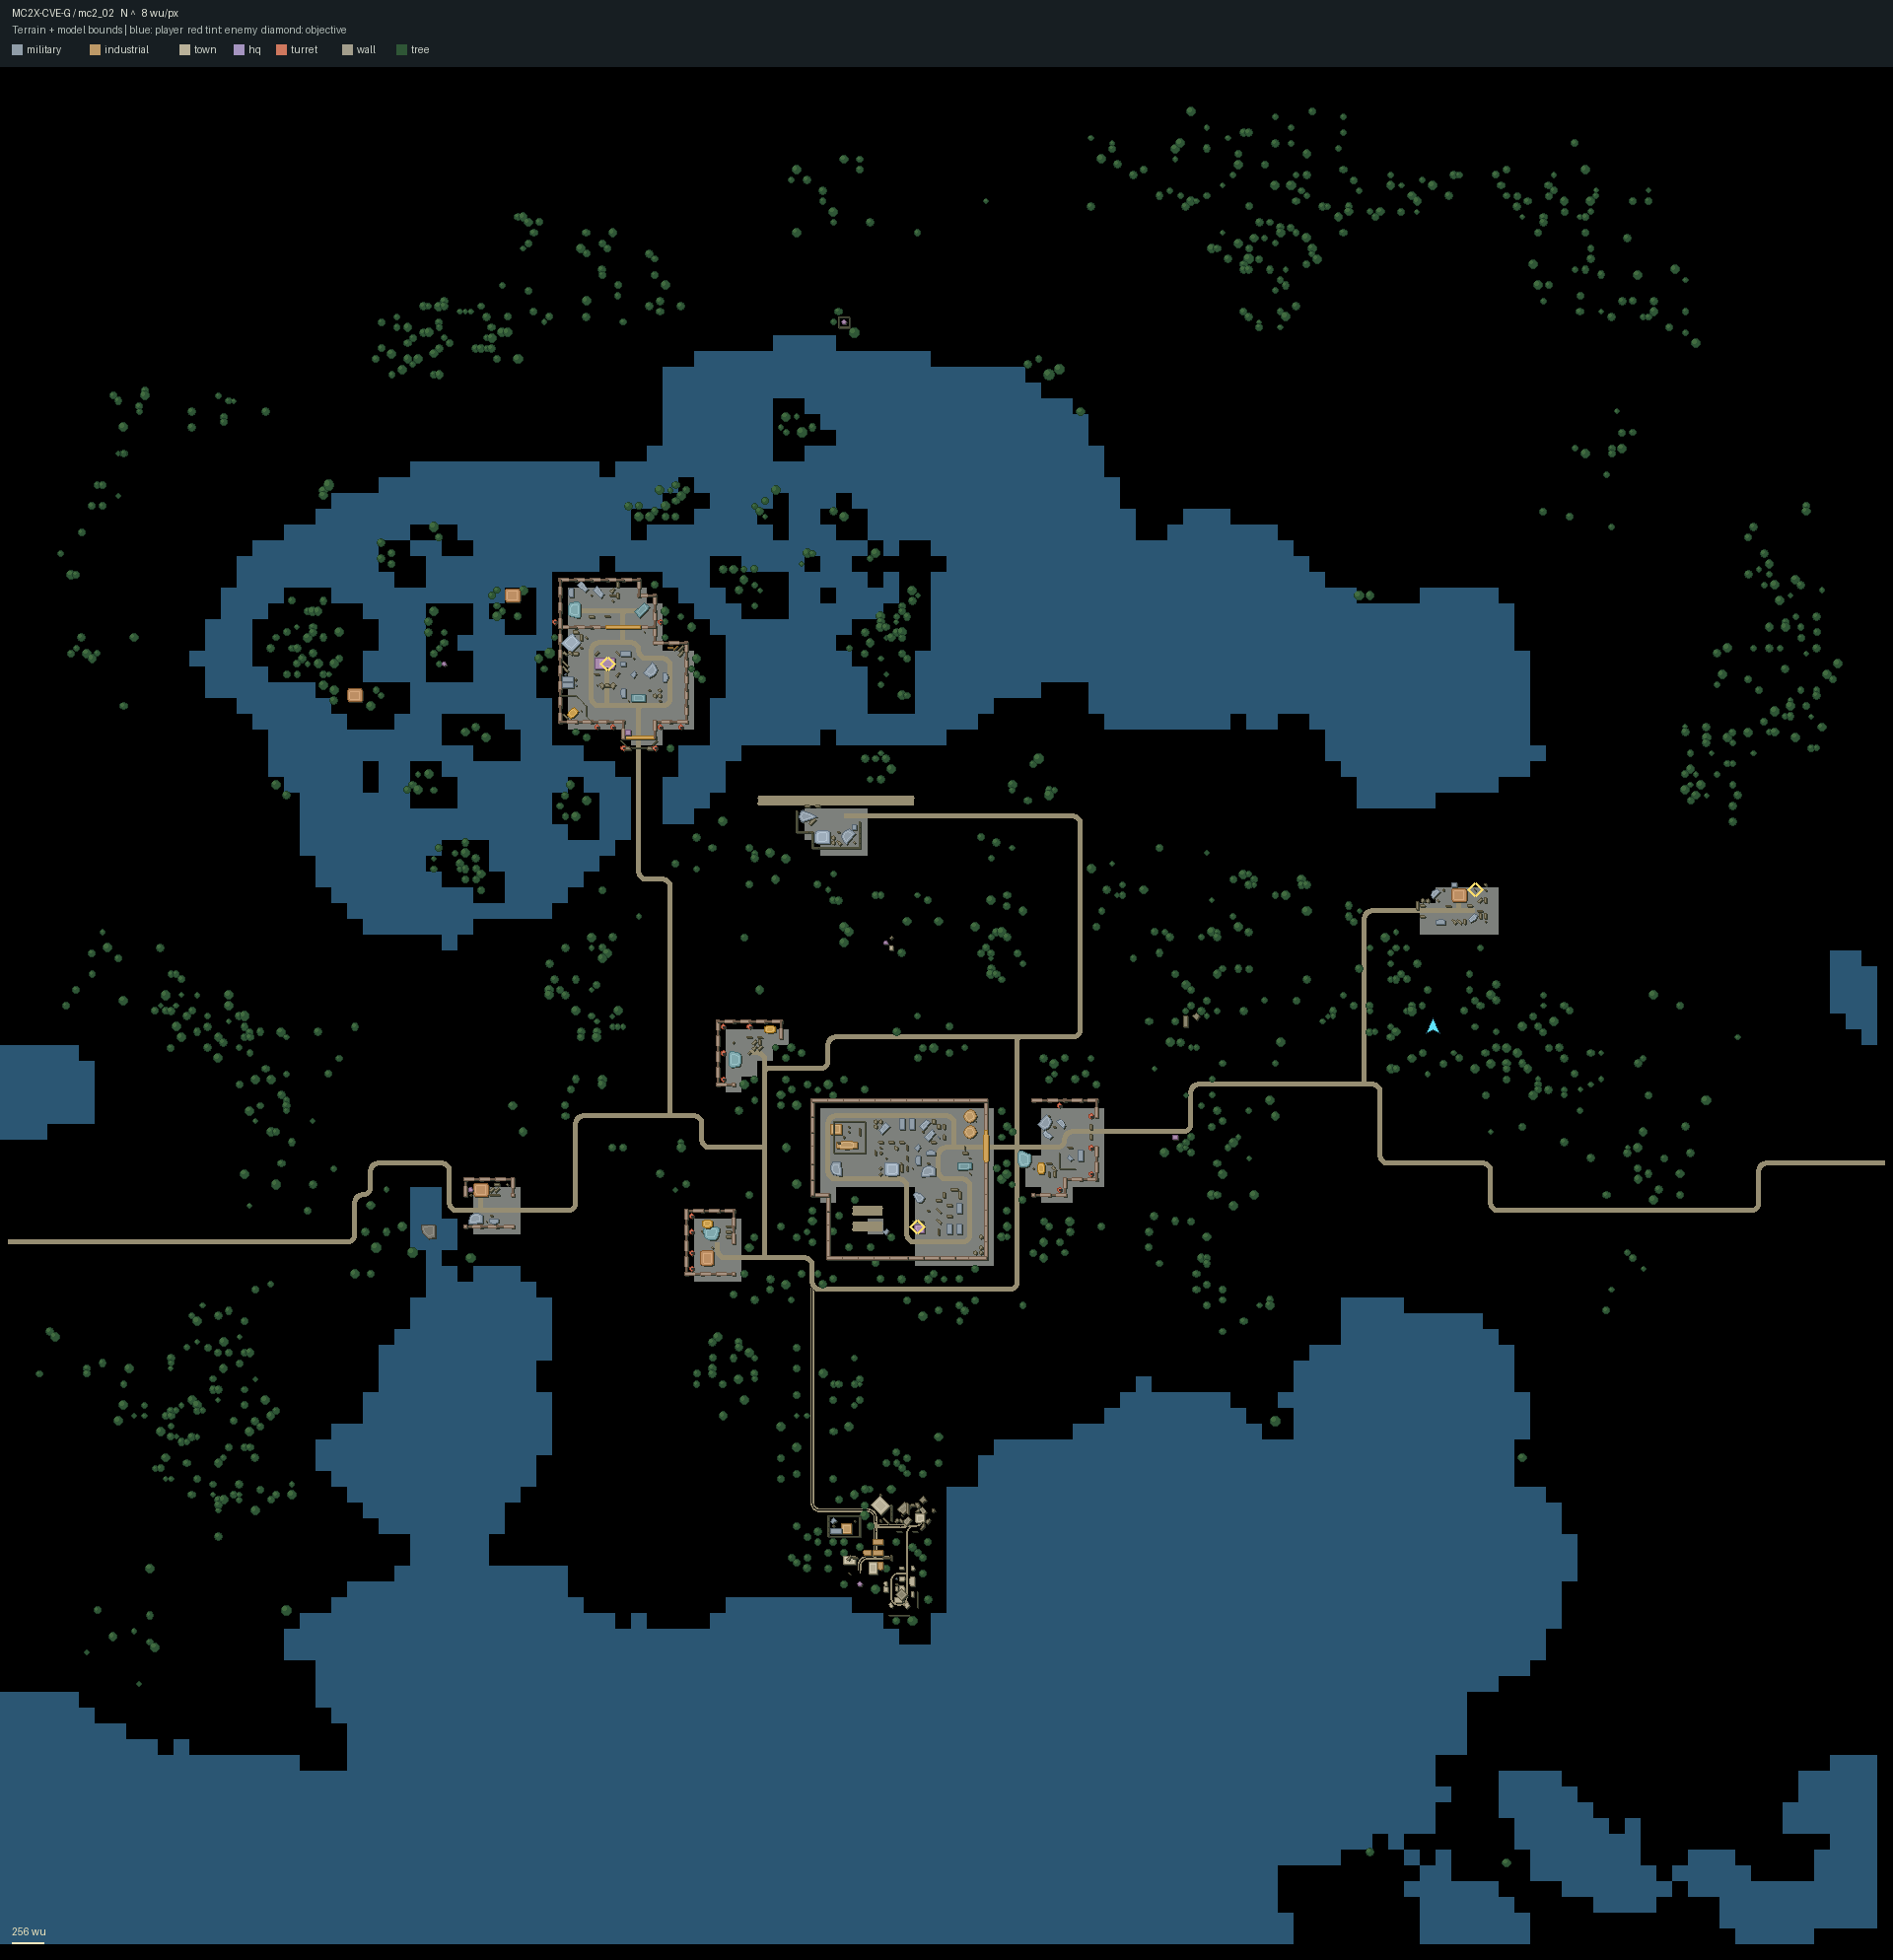 MC2X-CVE-G / mc2_02 N ^ 8 wu/px
Terrain + model bounds | blue: player red tint: enemy diamond: objective
military industrial town hq turret wall tree
256 wu